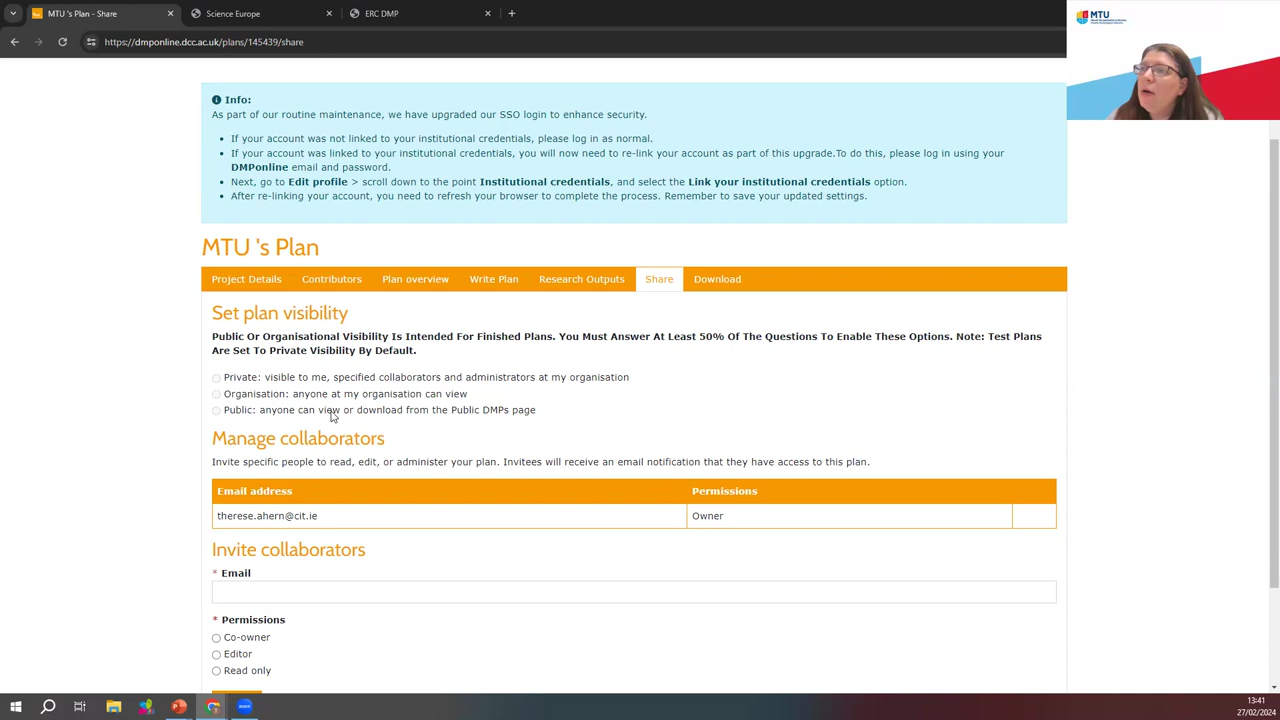 MTU 's Plan - Share
Science Europe
ERC DMP
https://dmponline.dcc.ac.uk/plans/145439/share
MTU
Info:
As part of our routine maintenance, we have upgraded our SSO login to enhance security.
If your account was not linked to your institutional credentials, please log in as normal.
If your account was linked to your institutional credentials, you will now need to re-link your account as part of this upgrade.To do this, please log in using your
DMPonline email and password.
Next, go to Edit profile > scroll down to the point Institutional credentials, and select the Link your institutional credentials option.
After re-linking your account, you need to refresh your browser to complete the process. Remember to save your updated settings.
MTU 's Plan
Project Details Contributors Plan overview Write Plan Research Outputs Share Download
Set plan visibility
Public Or Organisational Visibility Is Intended For Finished Plans. You Must Answer At Least 50% Of The Questions To Enable These Options. Note: Test Plans
Are Set To Private Visibility By Default.
Private: visible to me, specified collaborators and administrators at my organisation
Organisation: anyone at my organisation can view
Public: anyone can view or download from the Public DMPs page
Manage collaborators
Invite specific people to read, edit, or administer your plan. Invitees will receive an email notification that they have access to this plan.
Email address Permissions
therese.ahern@cit.ie Owner
Invite collaborators
* Email
* Permissions
Co-owner
Editor
Read only
13:41
27/02/2024